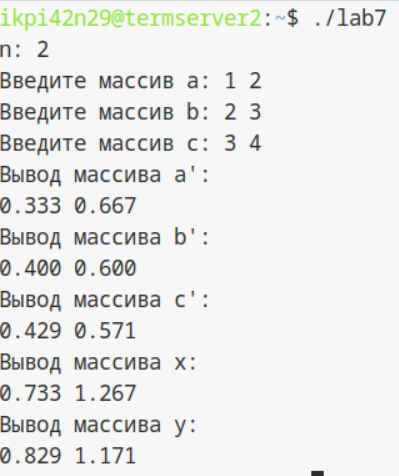 ikpi42n29@termserver2:~$ ./lab7
n: 2
Введите массив a: 1 2
Введите массив b: 2 3
Введите массив c: 3 4
Вывод массива a':
0.333 0.667
Вывод массива b':
0.400 0.600
Вывод массива c':
0.429 0.571
Вывод массива x:
0.733 1.267
Вывод массива y:
0.829 1.171